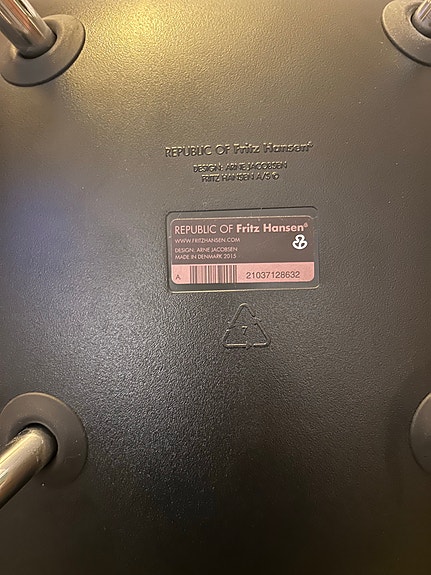 REPUBLIC OF Fritz Hansen®
DESIGN: ARNE JACOBSEN
FRITZ HANSEN A/S ©
REPUBLIC OF Fritz Hansen®
WWW.FRITZHANSEN.COM
DESIGN: ARNE JACOBSEN
MADE IN DENMARK 2015
A 21037128632
7